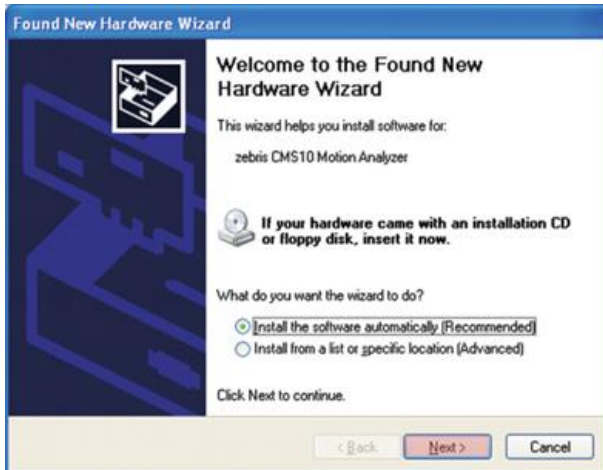 Found New Hardware Wizard
Welcome to the Found New
Hardware Wizard
This wizard helps you install software for:
zebris CMS10 Motion Analyzer
If your hardware came with an installation CD
or floppy disk, insert it now.
What do you want the wizard to do?
Install the software automatically (Recommended)
Install from a list or specific location (Advanced)
Click Next to continue.
< Back Next > Cancel